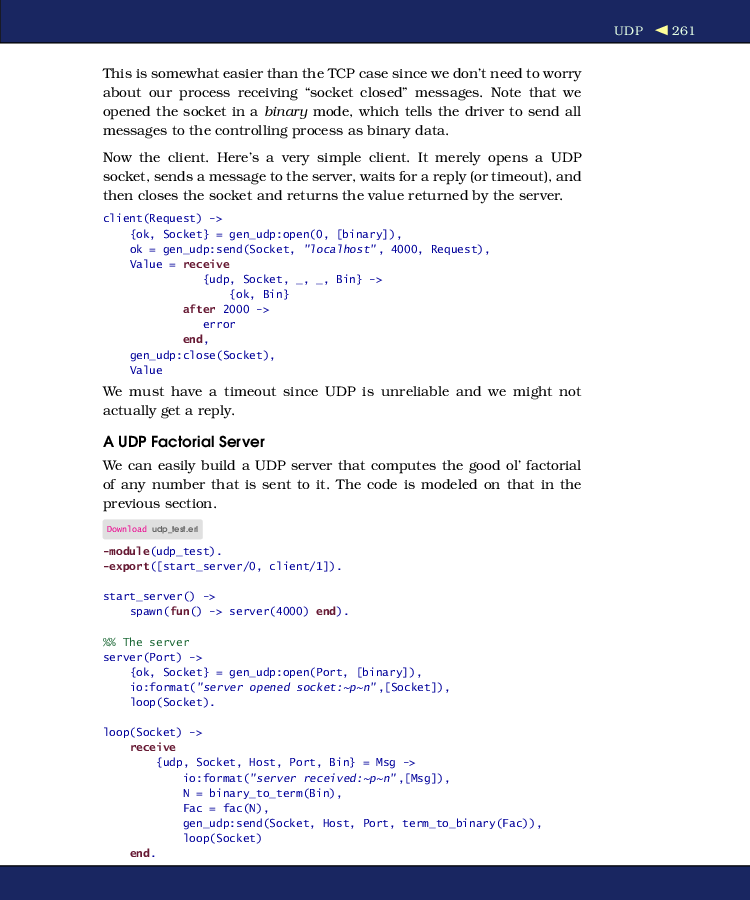 UDP ◀ 261
This is somewhat easier than the TCP case since we don't need to worry
about our process receiving “socket closed” messages. Note that we
opened the socket in a binary mode, which tells the driver to send all
messages to the controlling process as binary data.
Now the client. Here's a very simple client. It merely opens a UDP
socket, sends a message to the server, waits for a reply (or timeout), and
then closes the socket and returns the value returned by the server.
client(Request) ->
    {ok, Socket} = gen_udp:open(0, [binary]),
    ok = gen_udp:send(Socket, "localhost", 4000, Request),
    Value = receive
               {udp, Socket, _, _, Bin} ->
                   {ok, Bin}
            after 2000 ->
               error
            end,
    gen_udp:close(Socket),
    Value
We must have a timeout since UDP is unreliable and we might not
actually get a reply.
A UDP Factorial Server
We can easily build a UDP server that computes the good ol' factorial
of any number that is sent to it. The code is modeled on that in the
previous section.
Download udp_test.erl
-module(udp_test).
-export([start_server/0, client/1]).
start_server() ->
    spawn(fun() -> server(4000) end).
%% The server
server(Port) ->
    {ok, Socket} = gen_udp:open(Port, [binary]),
    io:format("server opened socket:~p~n",[Socket]),
    loop(Socket).
loop(Socket) ->
    receive
        {udp, Socket, Host, Port, Bin} = Msg ->
            io:format("server received:~p~n",[Msg]),
            N = binary_to_term(Bin),
            Fac = fac(N),
            gen_udp:send(Socket, Host, Port, term_to_binary(Fac)),
            loop(Socket)
    end.